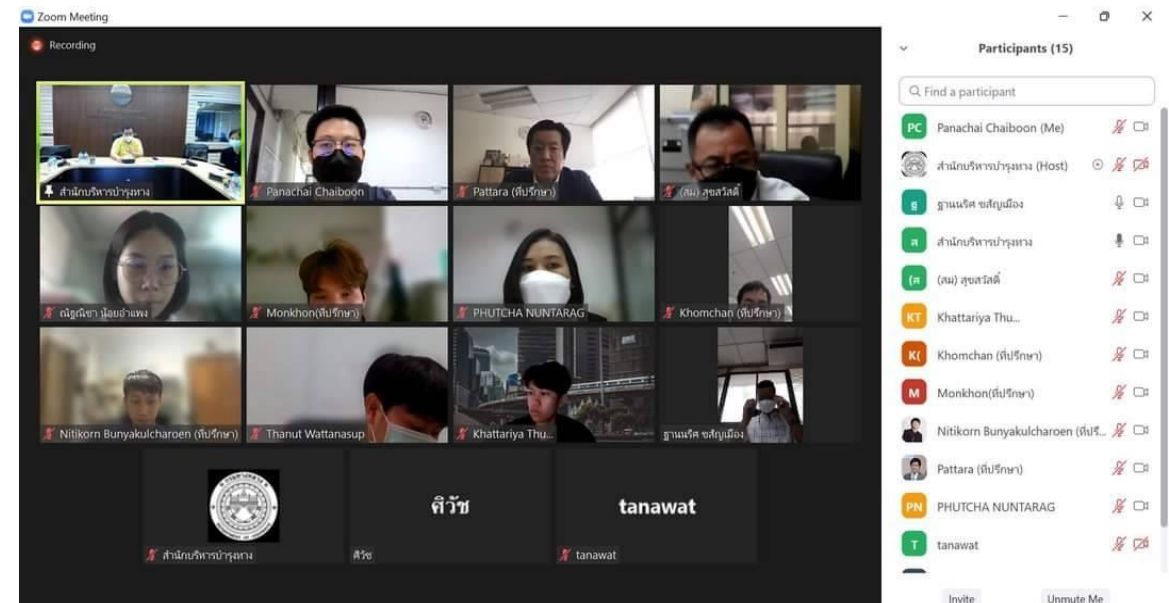 Zoom Meeting
Recording
สำนักบริหารบำรุงทาง
Panachai Chaiboon
Pattara (ที่ปรึกษา)
(สม) สุขสวัสดิ์
ณัฐณิชา น้อยอำแพง
Monkhon(ที่ปรึกษา)
PHUTCHA NUNTARAG
Khomchan (ที่ปรึกษา)
Nitikorn Bunyakulcharoen (ที่ปรึกษา)
Thanut Wattanasup
Khattariya Thu...
ฐานนริศ ขสัญเมือง
สำนักบริหารบำรุงทาง
ศิวัช
ศิวัช
tanawat
tanawat
Participants (15)
Find a participant
PC Panachai Chaiboon (Me)
สำนักบริหารบำรุงทาง (Host)
ฐ ฐานนริศ ขสัญเมือง
ส สำนักบริหารบำรุงทาง
(ส (สม) สุขสวัสดิ์
KT Khattariya Thu...
K( Khomchan (ที่ปรึกษา)
M Monkhon(ที่ปรึกษา)
Nitikorn Bunyakulcharoen (ที่ปรึ...
Pattara (ที่ปรึกษา)
PN PHUTCHA NUNTARAG
T tanawat
Invite
Unmute Me